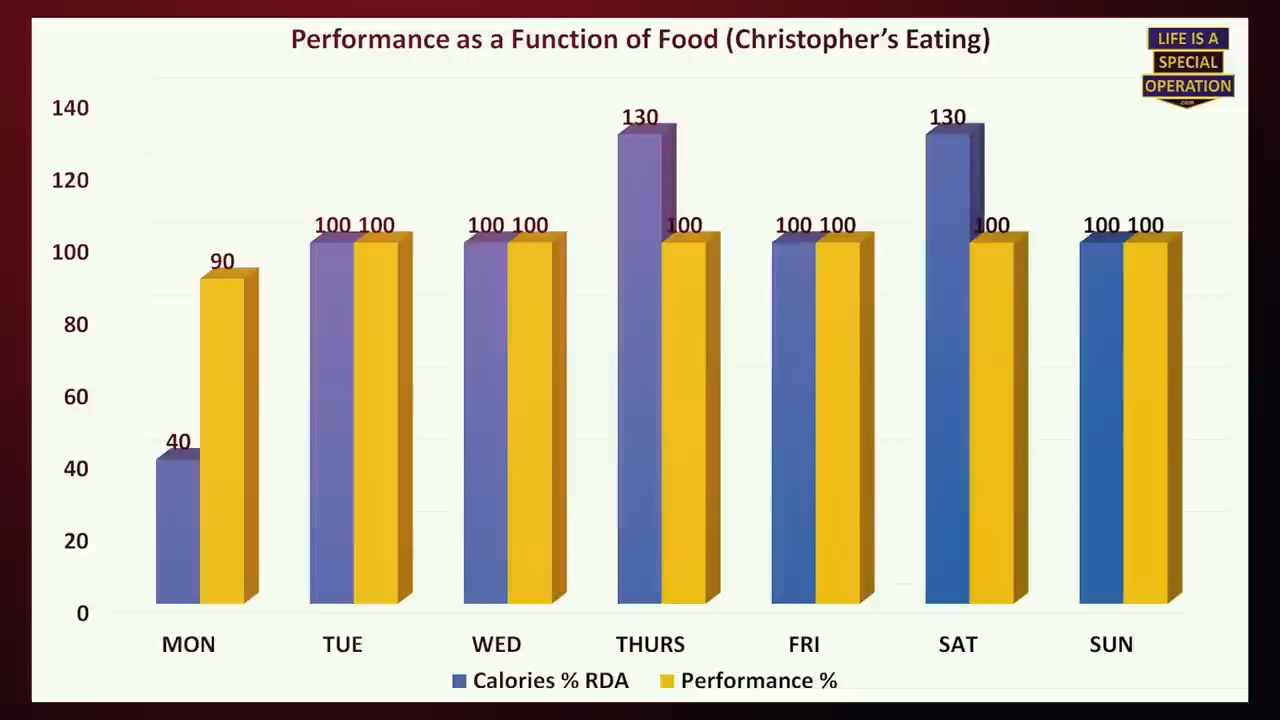 Performance as a Function of Food (Christopher's Eating)
LIFE IS A
SPECIAL
OPERATION
.com
140
120
100
80
60
40
20
0
40
90
100 100
100 100
130
100
100 100
130
100
100 100
MON TUE WED THURS FRI SAT SUN
Calories % RDA Performance %